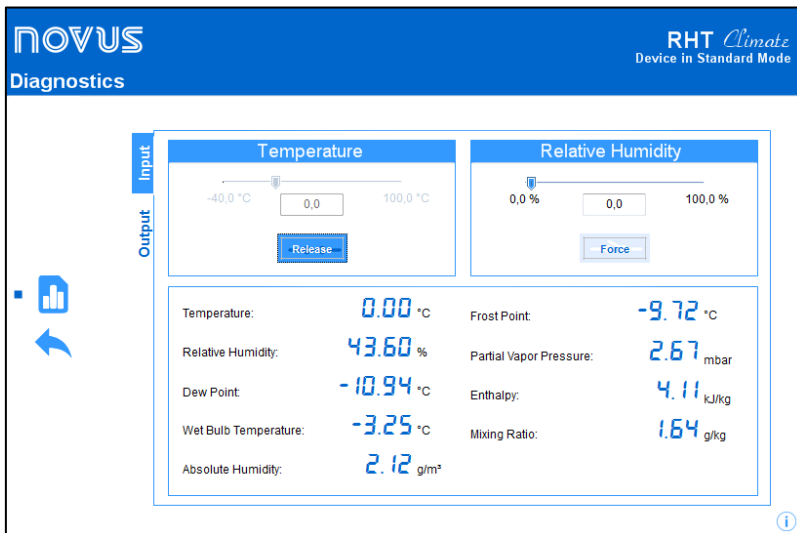 novus
RHT Climate
Device in Standard Mode
Diagnostics
Input
Output
Temperature
-40,0 °C
0,0
100,0 °C
Release
Relative Humidity
0,0 %
0,0
100,0 %
Force
Temperature: 0.00 °C
Relative Humidity: 43.60 %
Dew Point: -10.94 °C
Wet Bulb Temperature: -3.25 °C
Absolute Humidity: 2.12 g/m³
Frost Point: -9.72 °C
Partial Vapor Pressure: 2.67 mbar
Enthalpy: 4.11 kJ/kg
Mixing Ratio: 1.64 g/kg
i